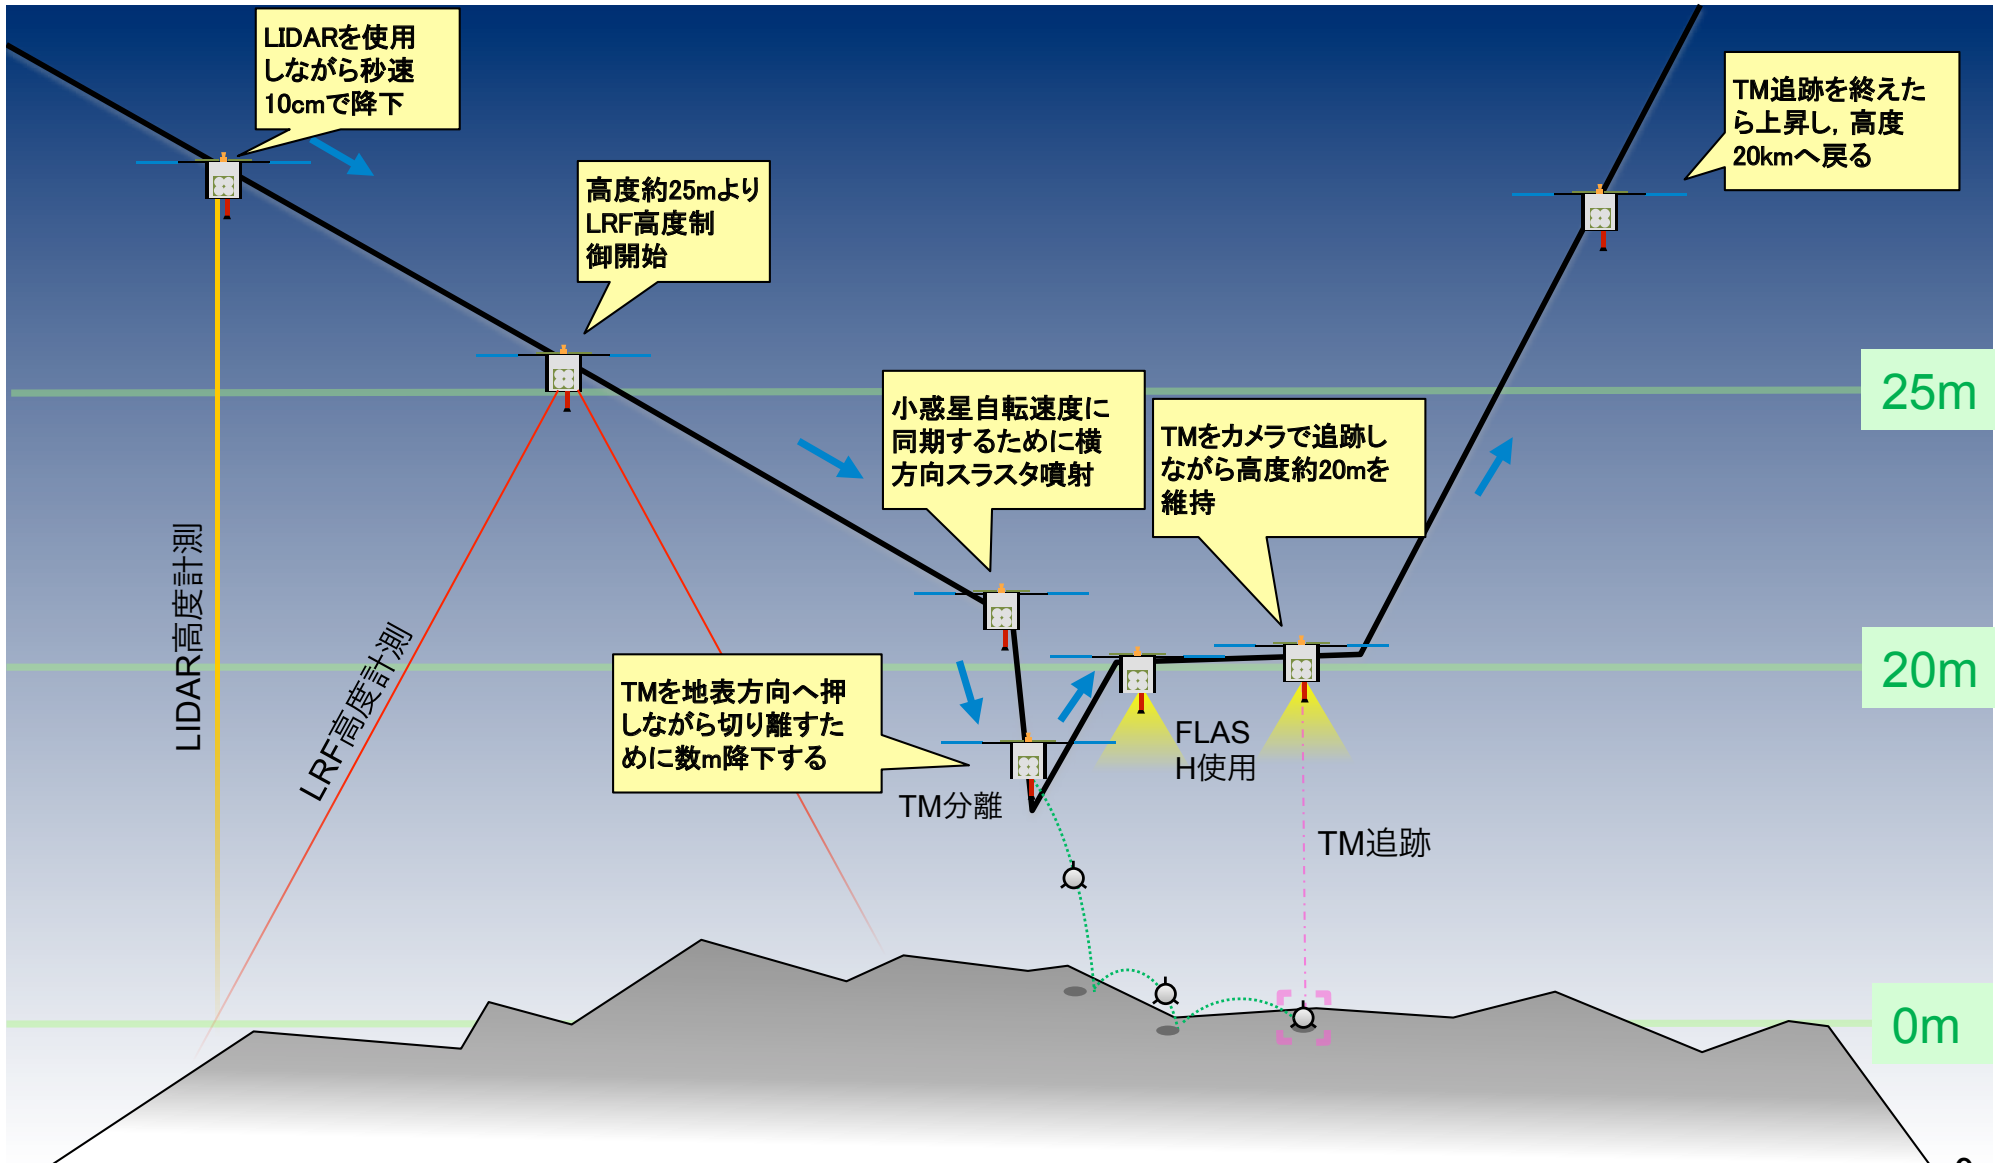 LIDARを使用
しながら秒速
10cmで降下
高度約25mより
LRF高度制
御開始
小惑星自転速度に
同期するために横
方向スラスタ噴射
TMをカメラで追跡し
ながら高度約20mを
維持
TM追跡を終えた
ら上昇し，高度
20kmへ戻る
25m
LIDAR高度計測
LRF高度計測
TMを地表方向へ押
しながら切り離すた
めに数m降下する
TM分離
FLAS
H使用
TM追跡
20m
0m